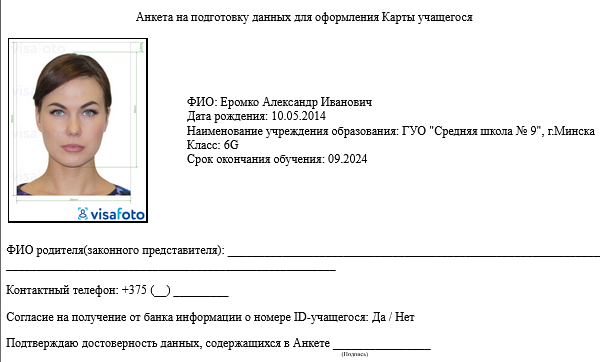 Анкета на подготовку данных для оформления Карты учащегося
visafoto
ФИО: Еромко Александр Иванович
Дата рождения: 10.05.2014
Наименование учреждения образования: ГУО "Средняя школа № 9", г.Минска
Класс: 6G
Срок окончания обучения: 09.2024
ФИО родителя(законного представителя): ____________________
____________________
Контактный телефон: +375 (__) _________
Согласие на получение от банка информации о номере ID-учащегося: Да / Нет
Подтверждаю достоверность данных, содержащихся в Анкете ________________
(Подпись)